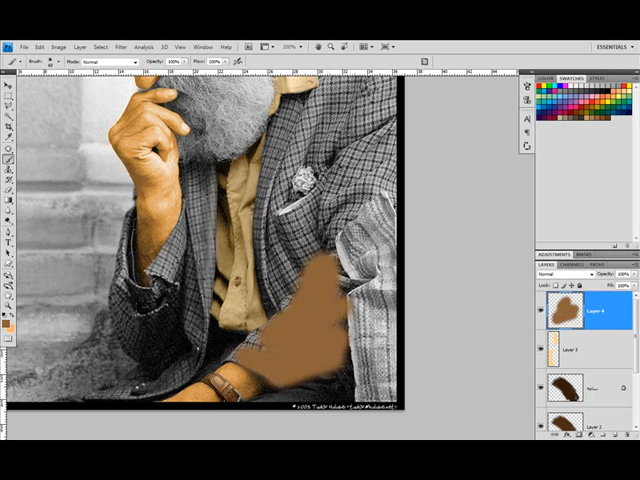 File Edit Image Layer Select Filter Analysis 3D View Window Help
100%
ESSENTIALS
Brush: Mode: Normal Opacity: 100% Flow: 100%
COLOR SWATCHES STYLES
ADJUSTMENTS MASKS
LAYERS CHANNELS PATHS
Normal Opacity: 100%
Lock: Fill: 100%
Layer 4
Layer 3
Layer 2